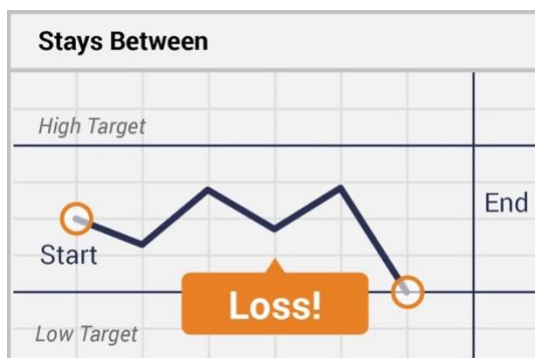 Stays Between
High Target
End
Start
Loss!
Low Target